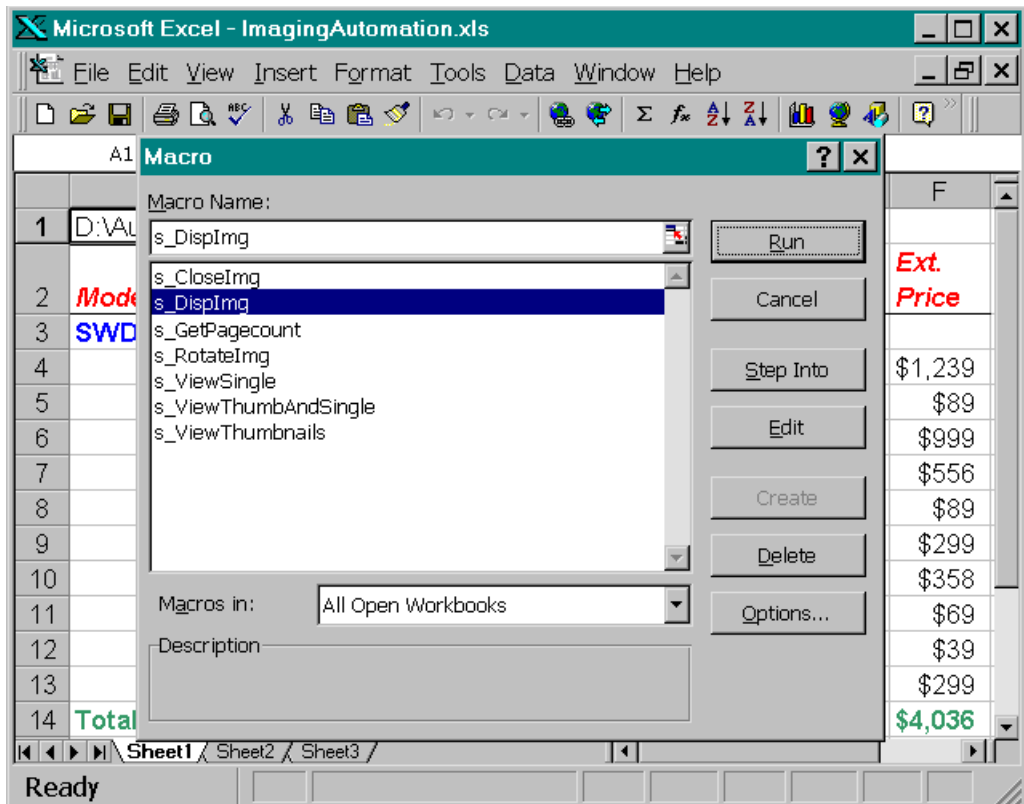 Microsoft Excel - ImagingAutomation.xls
File Edit View Insert Format Tools Data Window Help
A1
Macro
F
Macro Name:
s_DispImg
Run
Cancel
Step Into
Edit
Create
Delete
Options...
s_CloseImg
s_DispImg
s_GetPagecount
s_RotateImg
s_ViewSingle
s_ViewThumbAndSingle
s_ViewThumbnails
Macros in: All Open Workbooks
Description
1 D:\Au
2 Mode Ext. Price
3 SWD
4 $1,239
5 $89
6 $999
7 $556
8 $89
9 $299
10 $358
11 $69
12 $39
13 $299
14 Total $4,036
Sheet1 Sheet2 Sheet3
Ready